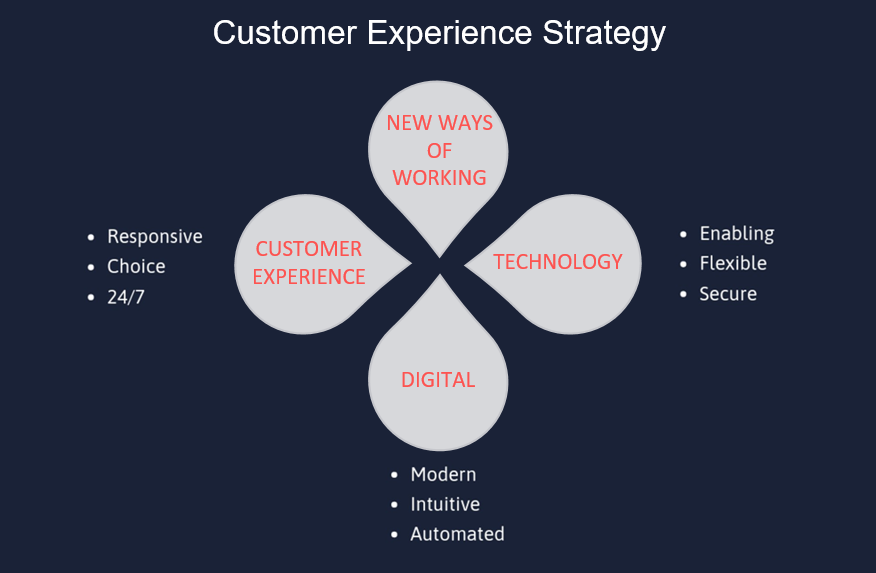 Customer Experience Strategy
NEW WAYS
OF
WORKING
CUSTOMER
EXPERIENCE
• Responsive
• Choice
• 24/7
TECHNOLOGY
• Enabling
• Flexible
• Secure
DIGITAL
• Modern
• Intuitive
• Automated